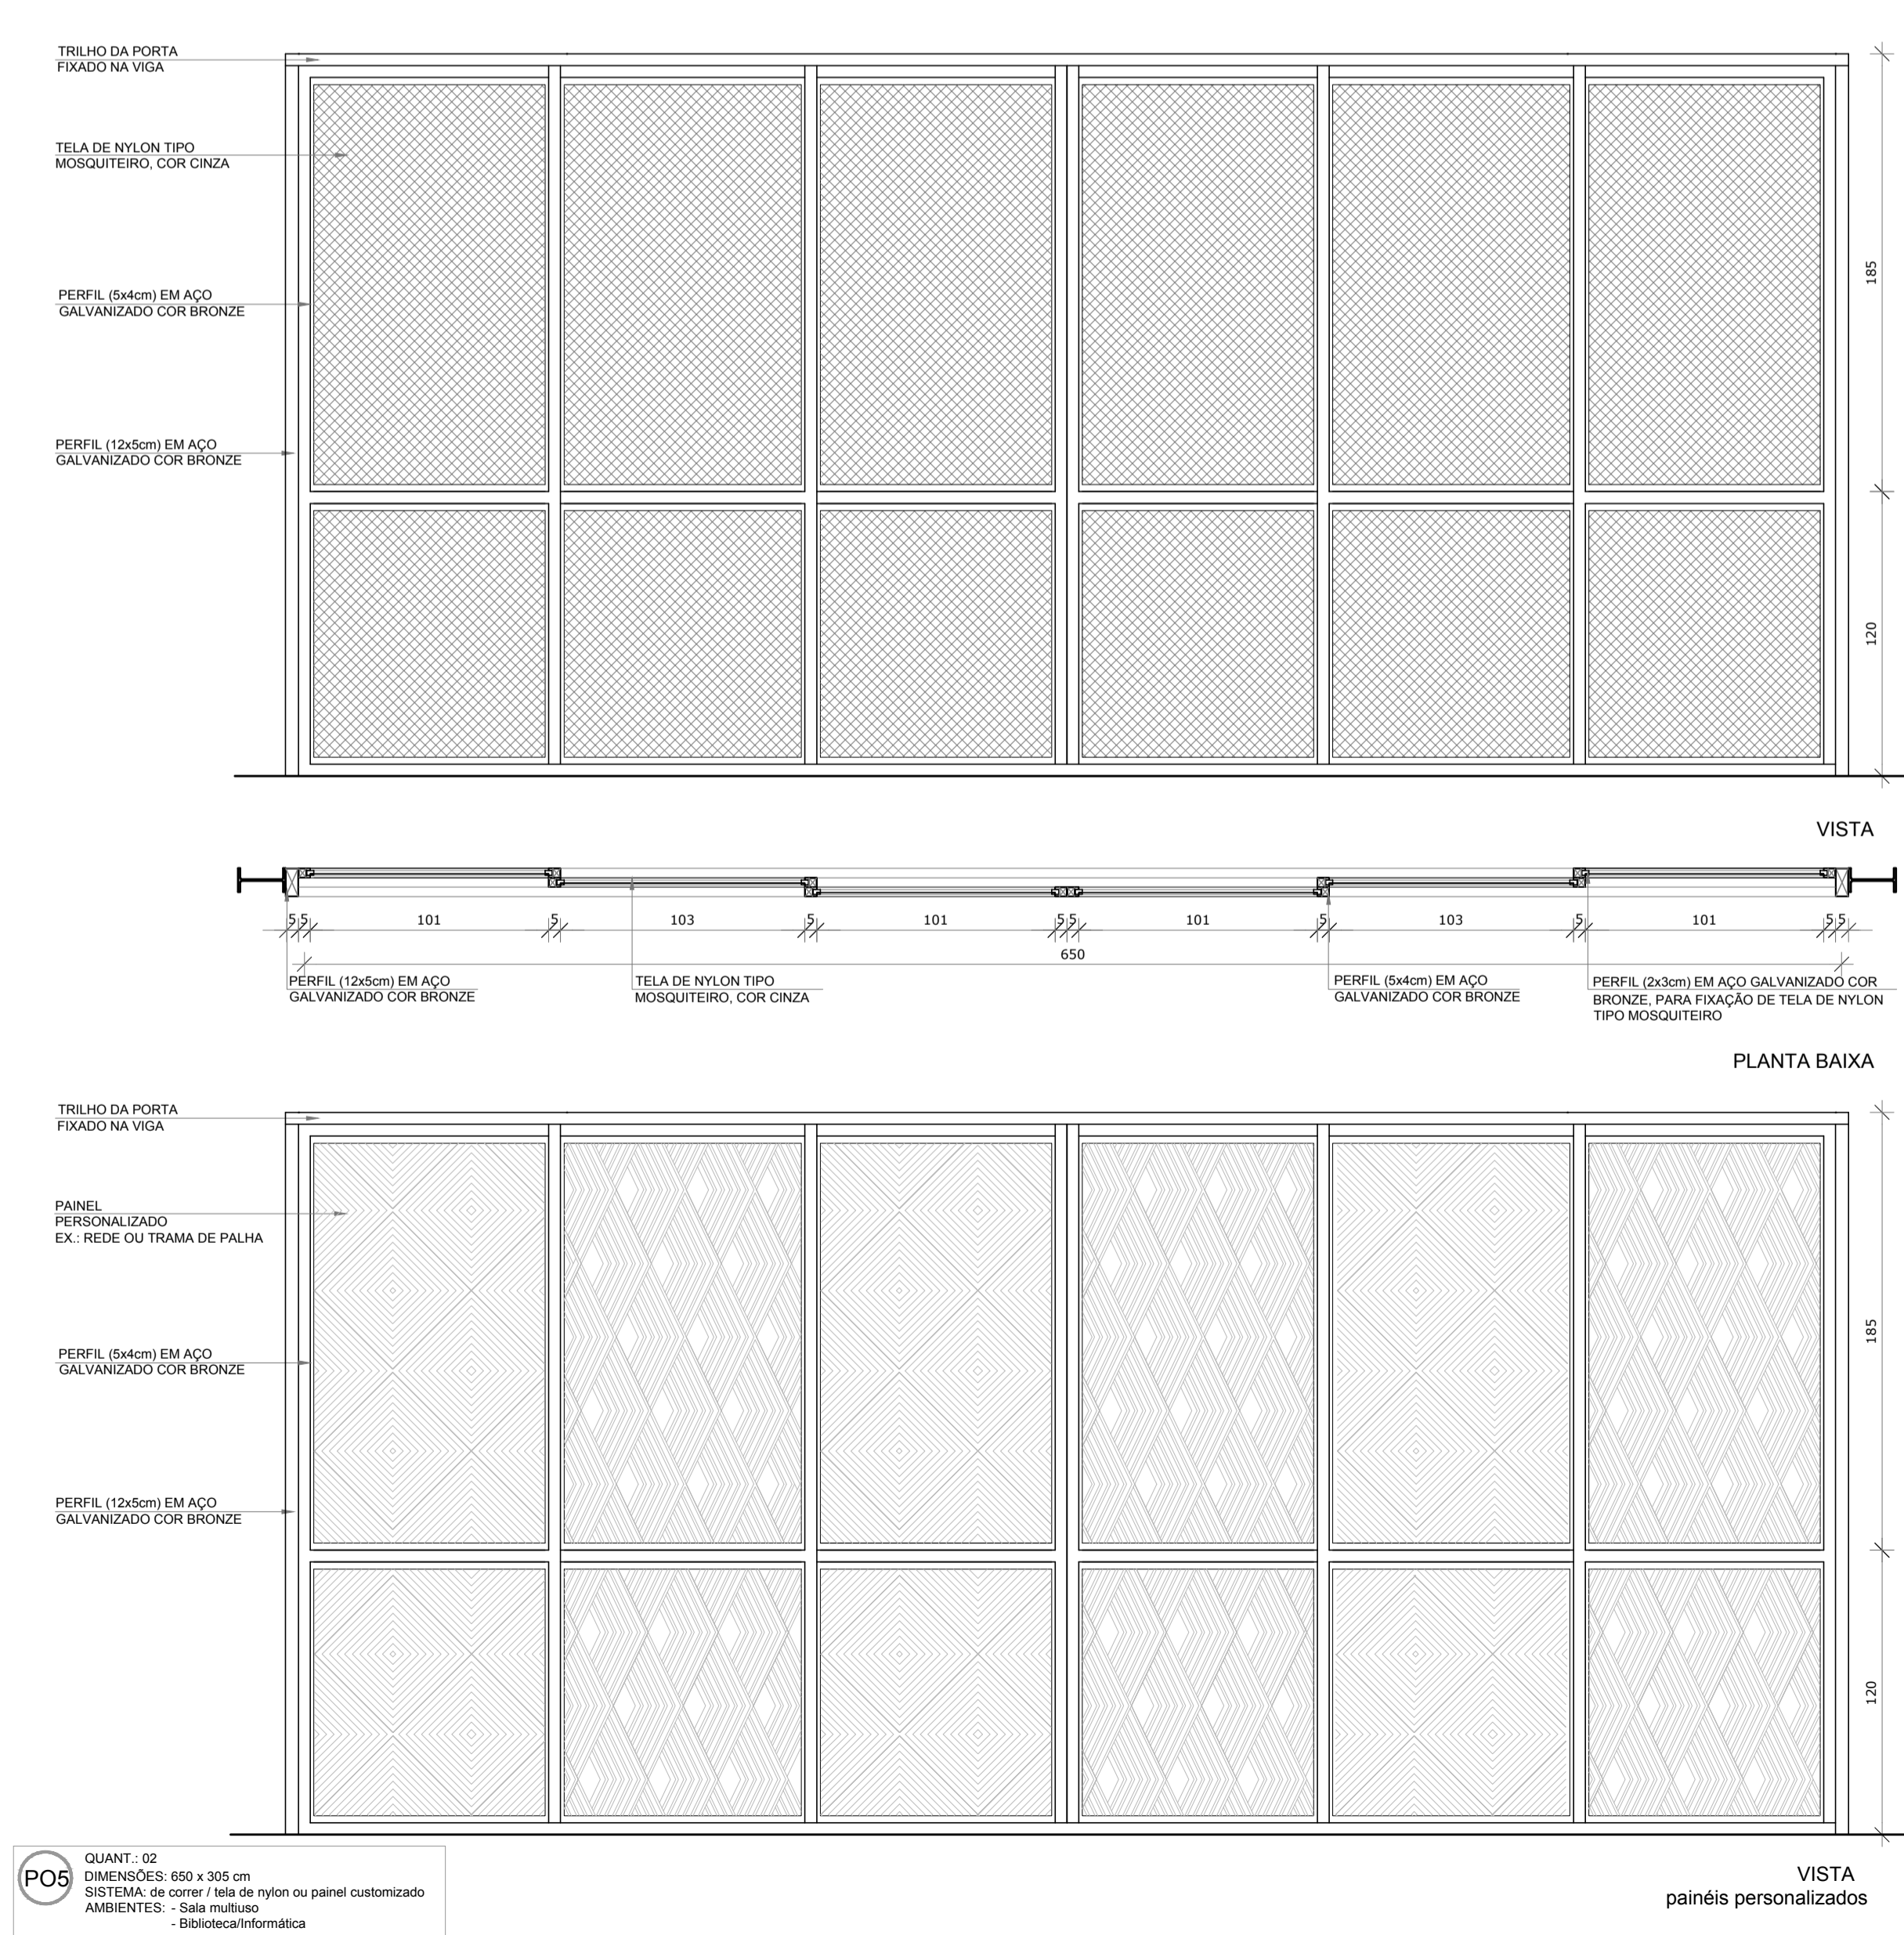 TRILHO DA PORTA
FIXADO NA VIGA
TELA DE NYLON TIPO
MOSQUITEIRO, COR CINZA
PERFIL (5x4cm) EM AÇO
GALVANIZADO COR BRONZE
PERFIL (12x5cm) EM AÇO
GALVANIZADO COR BRONZE
185
120
VISTA
5 5 101 5 103 5 101 5 5 101 5 103 5 101 5 5
650
PERFIL (12x5cm) EM AÇO
GALVANIZADO COR BRONZE
TELA DE NYLON TIPO
MOSQUITEIRO, COR CINZA
PERFIL (5x4cm) EM AÇO
GALVANIZADO COR BRONZE
PERFIL (2x3cm) EM AÇO GALVANIZADO COR
BRONZE, PARA FIXAÇÃO DE TELA DE NYLON
TIPO MOSQUITEIRO
PLANTA BAIXA
TRILHO DA PORTA
FIXADO NA VIGA
PAINEL
PERSONALIZADO
EX.: REDE OU TRAMA DE PALHA
PERFIL (5x4cm) EM AÇO
GALVANIZADO COR BRONZE
PERFIL (12x5cm) EM AÇO
GALVANIZADO COR BRONZE
185
120
PO5
QUANT.: 02
DIMENSÕES: 650 x 305 cm
SISTEMA: de correr / tela de nylon ou painel customizado
AMBIENTES: - Sala multiuso
- Biblioteca/Informática
VISTA
painéis personalizados